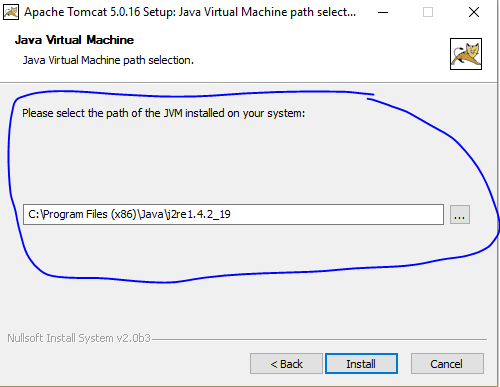 Apache Tomcat 5.0.16 Setup: Java Virtual Machine path select...
Java Virtual Machine
Java Virtual Machine path selection.
Please select the path of the JVM installed on your system:
C:\Program Files (x86)\Java\j2re1.4.2_19
...
Nullsoft Install System v2.0b3
< Back
Install
Cancel